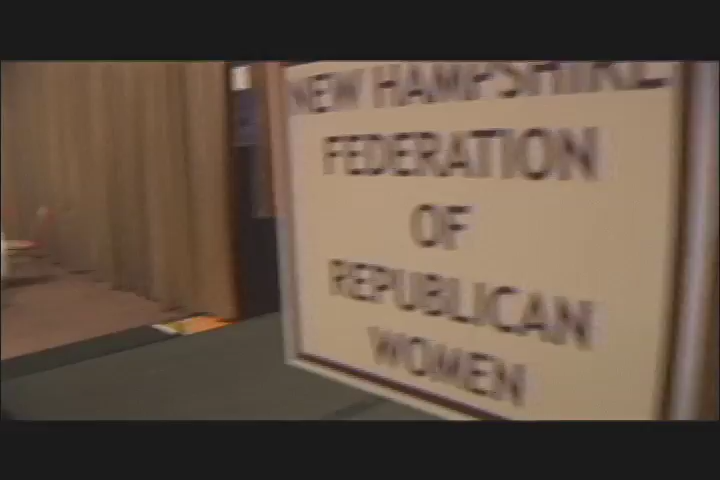 NEW HAMPSHIRE
FEDERATION
OF
REPUBLICAN
WOMEN